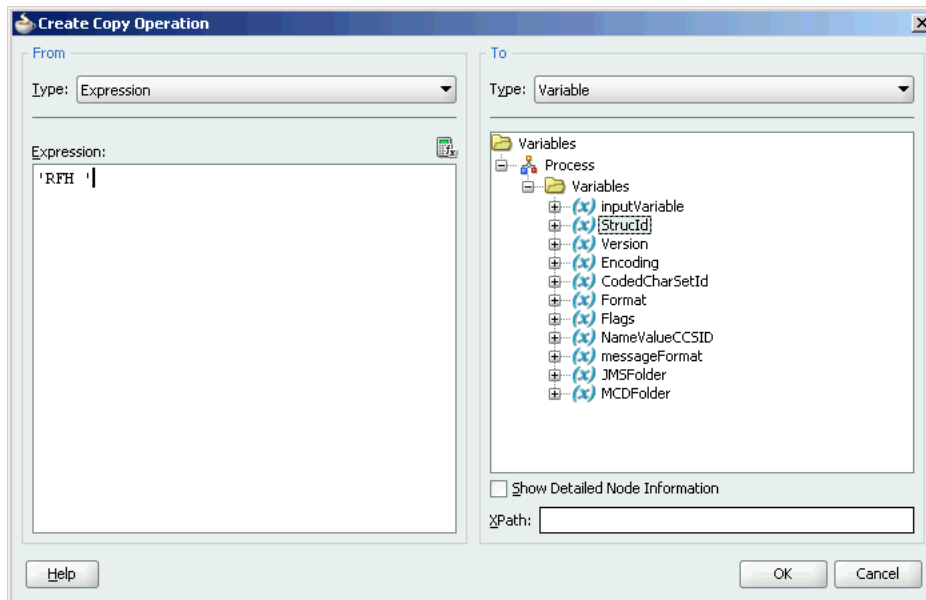 Create Copy Operation
From
Type: Expression
Expression:
'RFH '
To
Type: Variable
Variables
Process
Variables
(x) inputVariable
(x) StrucId
(x) Version
(x) Encoding
(x) CodedCharSetId
(x) Format
(x) Flags
(x) NameValueCCSID
(x) messageFormat
(x) JMSFolder
(x) MCDFolder
Show Detailed Node Information
XPath:
Help
OK
Cancel